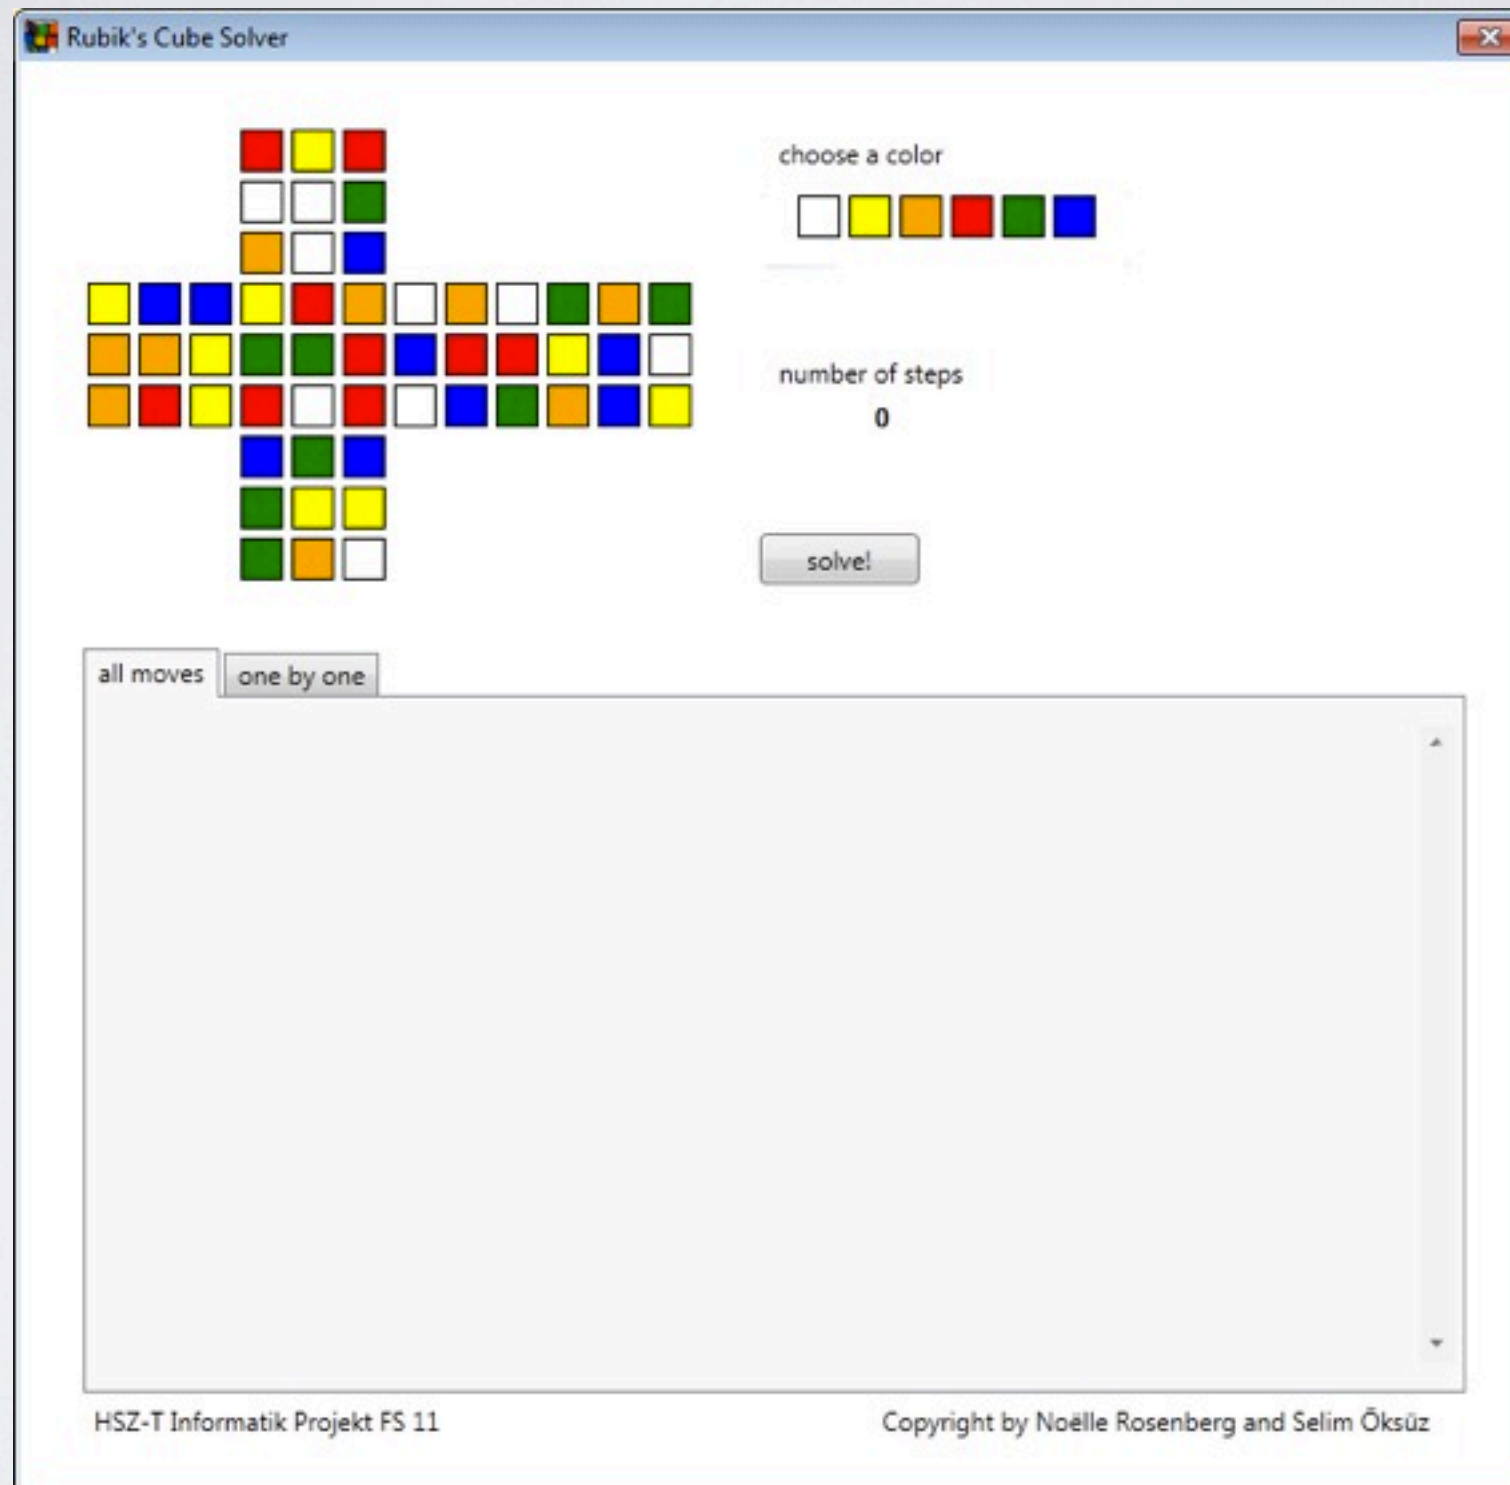 Rubik's Cube Solver
choose a color
number of steps
0
solve!
all moves
one by one
HSZ-T Informatik Projekt FS 11
Copyright by Noëlle Rosenberg and Selim Öksüz